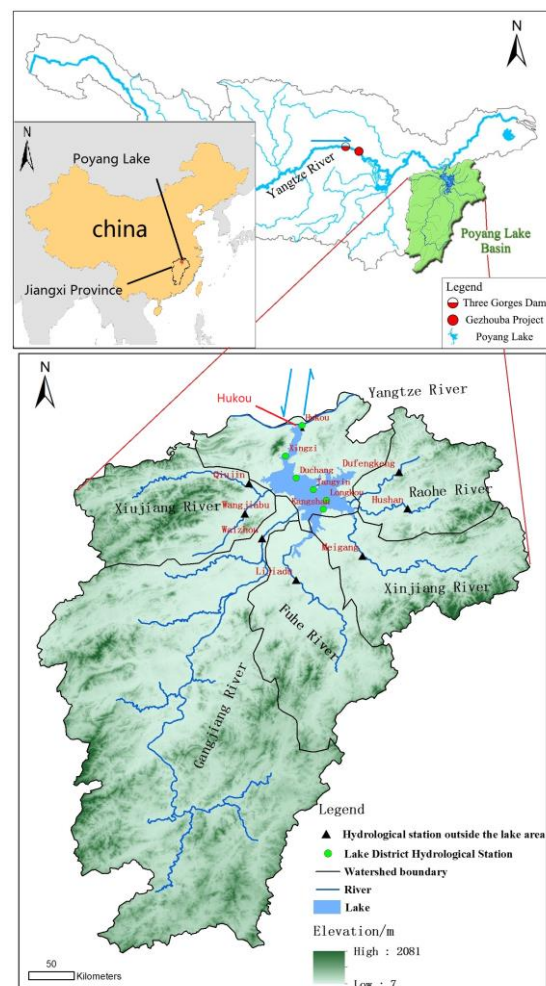 N
Yangtze River
Poyang Lake
Basin
Legend
Three Gorges Dam
Gezhouba Project
Poyang Lake
N
Poyang Lake
china
Jiangxi Province
N
Hukou
Hukou
Yangtze River
Xingzi
Duchang
Tangyin
Longkou
Kangshan
Dufengkeng
Hushan
Raohe River
Qiujin
Xiujiang River
Wangjiabu
Waizhou
Meigang
Lijiadu
Xinjiang River
Fuhe River
Gangjiang River
Legend
Hydrological station outside the lake area
Lake District Hydrological Station
Watershed boundary
River
Lake
Elevation/m
High : 2081
Low : 7
50
Kilometers